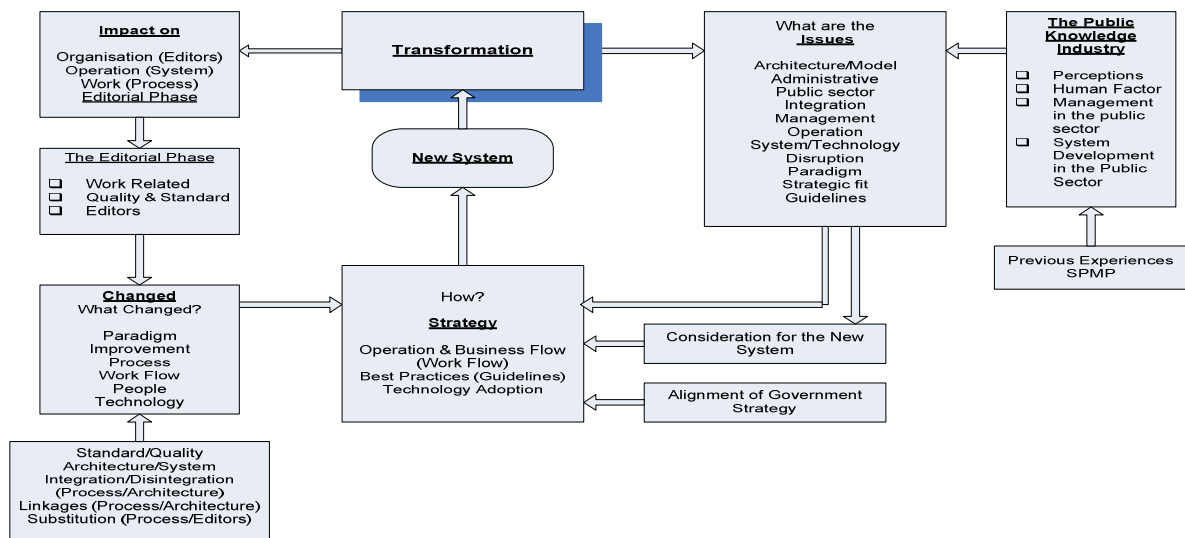 Impact on
Organisation (Editors)
Operation (System)
Work (Process)
Editorial Phase
Transformation
What are the
Issues
Architecture/Model
Administrative
Public sector
Integration
Management
Operation
System/Technology
Disruption
Paradigm
Strategic fit
Guidelines
The Public
Knowledge
Industry
Perceptions
Human Factor
Management
in the public
sector
System
Development
in the Public
Sector
New System
The Editorial Phase
Work Related
Quality & Standard
Editors
Previous Experiences
SPMP
Changed
What Changed?
Paradigm
Improvement
Process
Work Flow
People
Technology
How?
Strategy
Operation & Business Flow
(Work Flow)
Best Practices (Guidelines)
Technology Adoption
Consideration for the New
System
Alignment of Government
Strategy
Standard/Quality
Architecture/System
Integration/Disintegration
(Process/Architecture)
Linkages (Process/Architecture)
Substitution (Process/Editors)